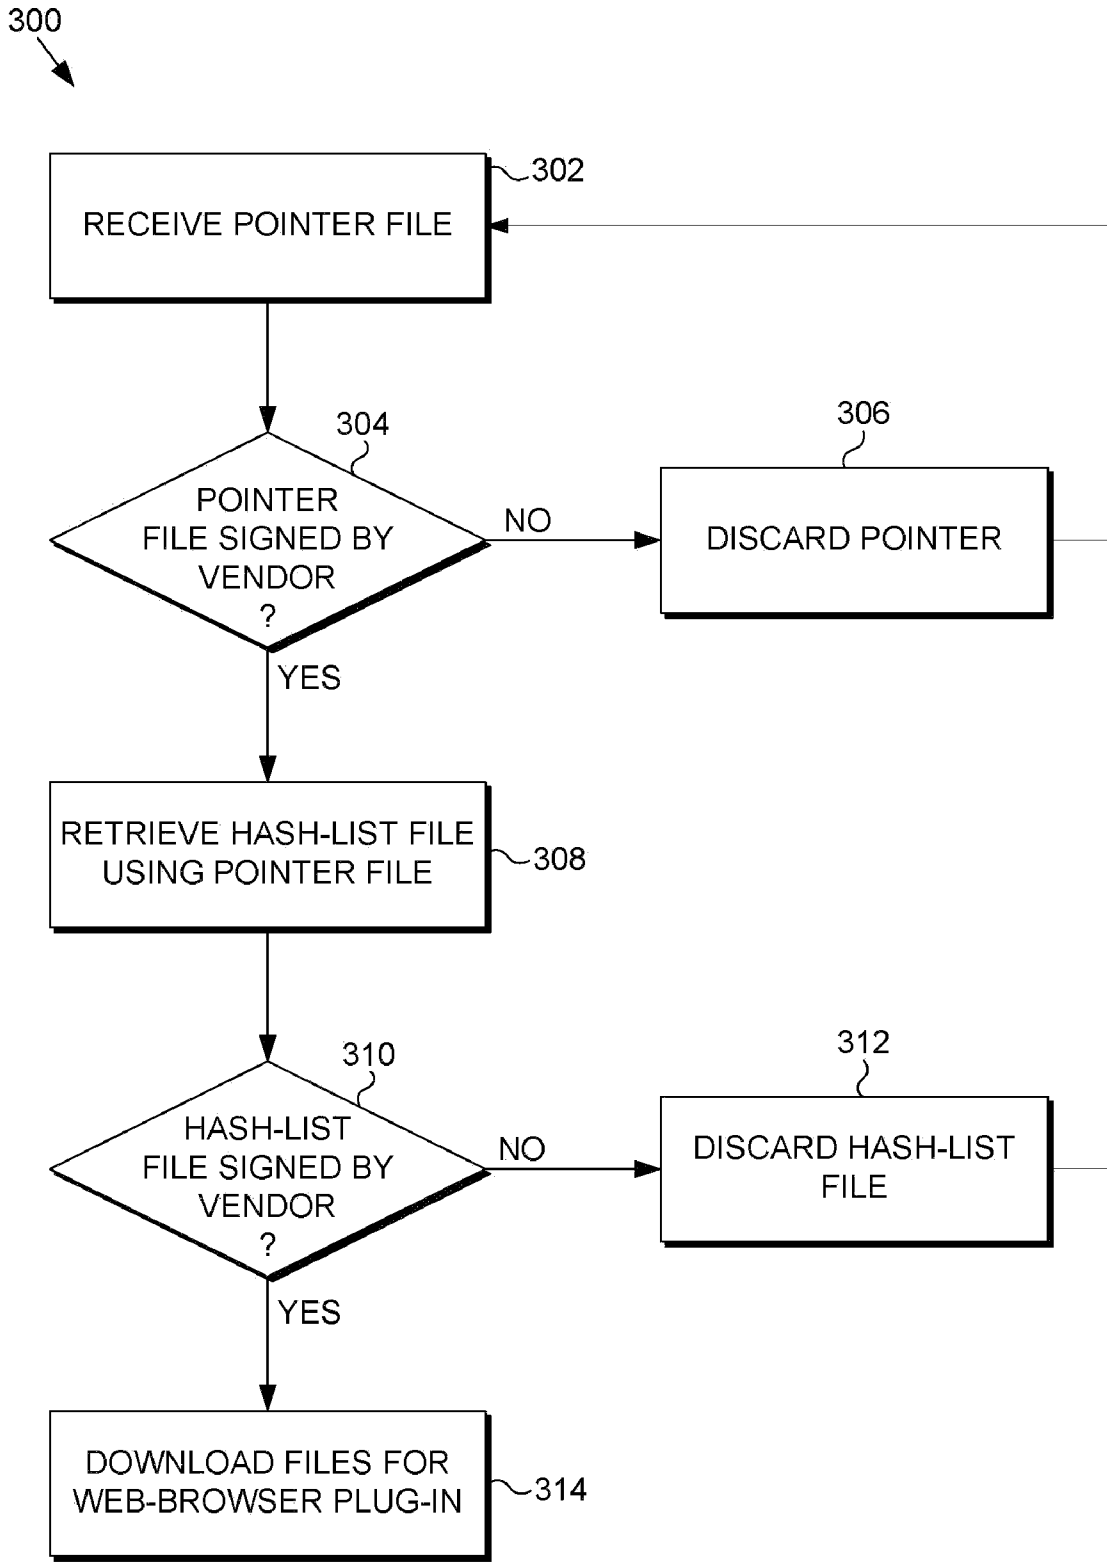 300
302
RECEIVE POINTER FILE
304
POINTER
FILE SIGNED BY
VENDOR
?
NO
306
DISCARD POINTER
YES
RETRIEVE HASH-LIST FILE
USING POINTER FILE
308
310
HASH-LIST
FILE SIGNED BY
VENDOR
?
NO
312
DISCARD HASH-LIST
FILE
YES
DOWNLOAD FILES FOR
WEB-BROWSER PLUG-IN
314